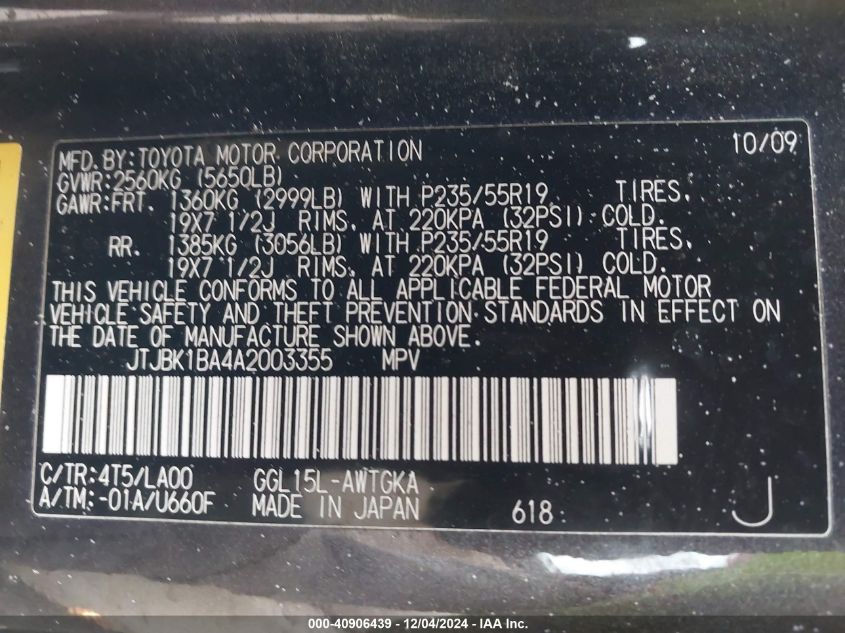 MFD. BY: TOYOTA MOTOR CORPORATION 10/09
GVWR: 2560KG (5650LB)
GAWR: FRT. 1360KG (2999LB) WITH P235/55R19 TIRES,
19X7 1/2J RIMS, AT 220KPA (32PSI) COLD.
RR. 1385KG (3056LB) WITH P235/55R19 TIRES,
19X7 1/2J RIMS, AT 220KPA (32PSI) COLD.
THIS VEHICLE CONFORMS TO ALL APPLICABLE FEDERAL MOTOR
VEHICLE SAFETY AND THEFT PREVENTION STANDARDS IN EFFECT ON
THE DATE OF MANUFACTURE SHOWN ABOVE.
JTJBK1BA4A2003355 MPV
C/TR: 4T5/LA00 GGL15L-AWTGKA
A/TM: -01A/U660F MADE IN JAPAN 618 J
000-40906439 - 12/04/2024 - IAA Inc.